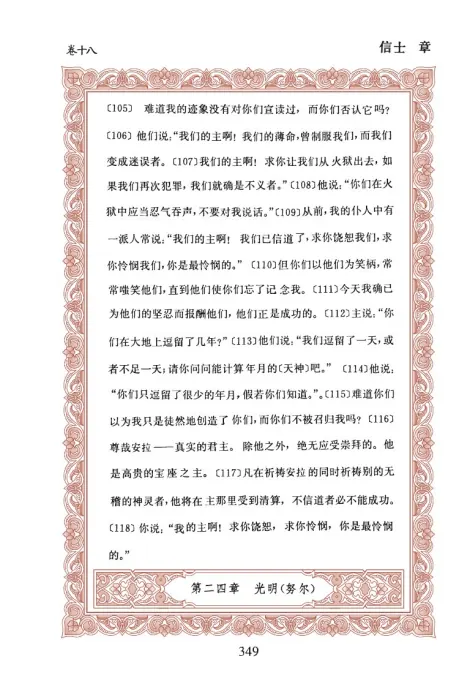 卷十八
信士 章
〔105〕 难道我的迹象没有对你们宣读过，而你们否认它吗？
〔106〕他们说：“我们的主啊！我们的薄命，曾制服我们，而我们
变成迷误者。〔107〕我们的主啊！求你让我们从火狱出去，如
果我们再次犯罪，我们就确是不义者。”〔108〕他说：“你们在火
狱中应当忍气吞声，不要对我说话。”〔109〕从前，我的仆人中有
一派人常说：“我们的主啊！我们已信道了，求你饶恕我们，求
你怜悯我们，你是最怜悯的。”〔110〕但你们以他们为笑柄，常
常嗤笑他们，直到他们使你们忘了记念我。〔111〕今天我确已
为他们的坚忍而报酬他们，他们正是成功的。〔112〕主说：“你
们在大地上逗留了几年？”〔113〕他们说：“我们逗留了一天，或
者不足一天；请你问问能计算年月的（天神）吧。”〔114〕他说：
“你们只逗留了很少的年月，假若你们知道。”。〔115〕难道你们
以为我只是徒然地创造了你们，而你们不被召归我吗？〔116〕
尊哉安拉——真实的君主。除他之外，绝无应受崇拜的。他
是高贵的宝座之主。〔117〕凡在祈祷安拉的同时祈祷别的无
稽的神灵者，他将在主那里受到清算，不信道者必不能成功。
〔118〕你说：“我的主啊！求你饶恕，求你怜悯，你是最怜悯
的。”
第二四章 光明（努尔）
349